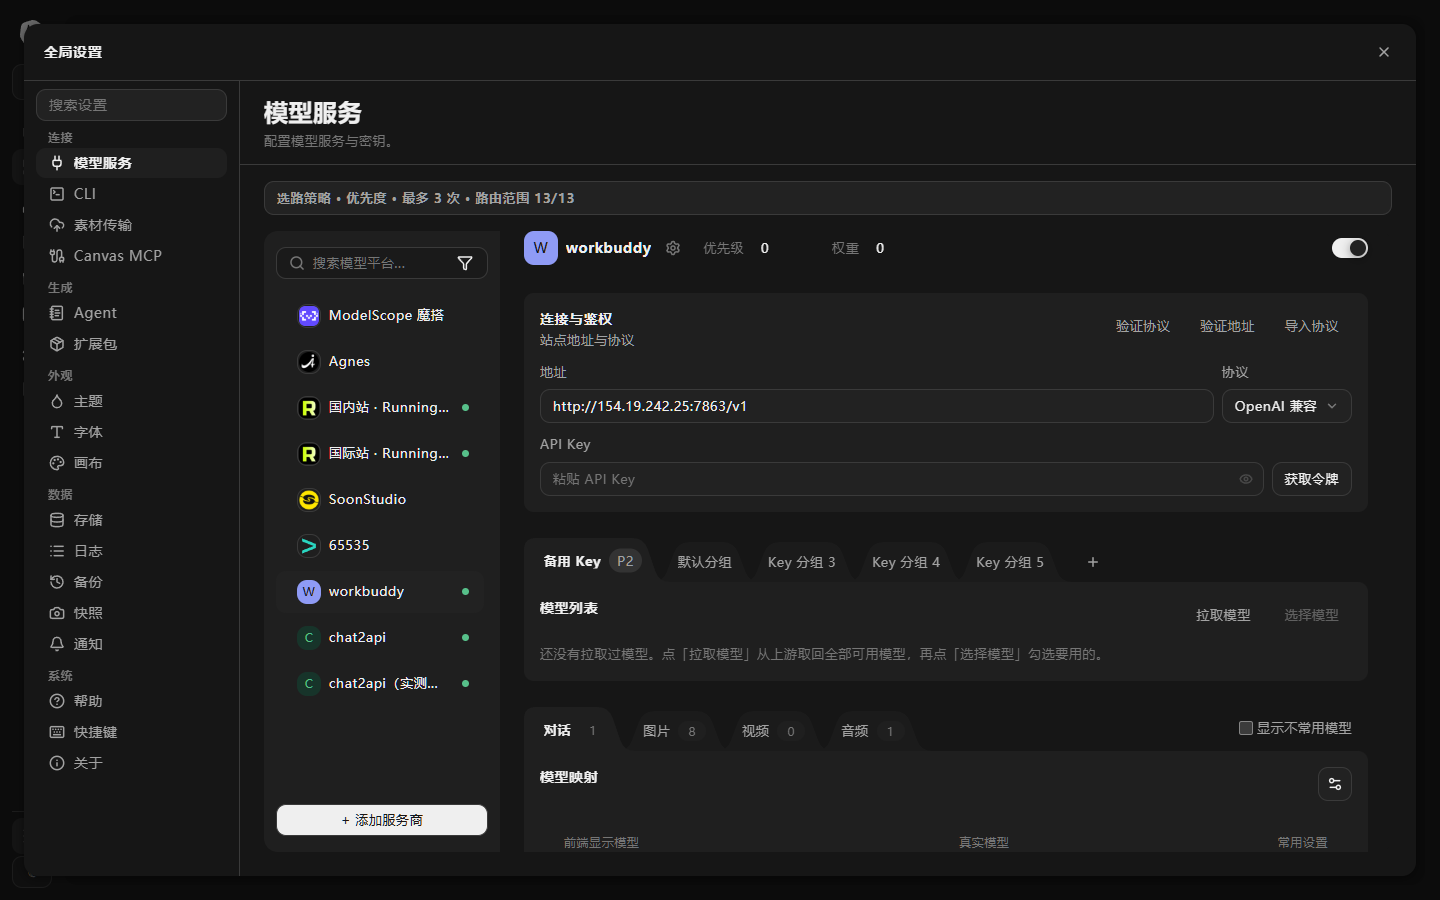 全局设置
搜索设置
连接
模型服务
CLI
素材传输
Canvas MCP
生成
Agent
扩展包
外观
主题
字体
画布
数据
存储
日志
备份
快照
通知
系统
帮助
快捷键
关于
模型服务
配置模型服务与密钥。
选路策略 • 优先度 • 最多 3 次 • 路由范围 13/13
搜索模型平台...
ModelScope 魔搭
Agnes
国内站 · Running...
国际站 · Running...
SoonStudio
65535
W workbuddy
C chat2api
C chat2api（实测...
+ 添加服务商
W workbuddy 优先级 0 权重 0
连接与鉴权
站点地址与协议
验证协议 验证地址 导入协议
地址 协议
http://154.19.242.25:7863/v1 OpenAI 兼容
API Key
粘贴 API Key 获取令牌
备用 Key P2 默认分组 Key 分组 3 Key 分组 4 Key 分组 5 +
模型列表
拉取模型 选择模型
还没有拉取过模型。点「拉取模型」从上游取回全部可用模型，再点「选择模型」勾选要用的。
对话 1 图片 8 视频 0 音频 1 显示不常用模型
模型映射
前端显示模型 真实模型 常用设置